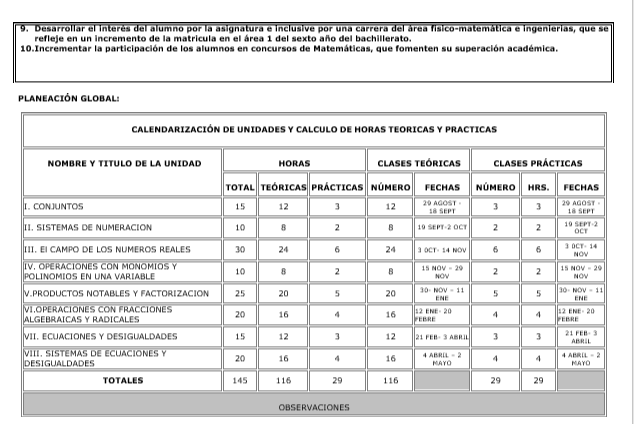 9. Desarrollar el interés del alumno por la asignatura e inclusive por una carrera del área físico-matemática e ingenierías, que se
refleje en un incremento de la matricula en el área 1 del sexto año del bachillerato.
10.Incrementar la participación de los alumnos en concursos de Matemáticas, que fomenten su superación académica.
PLANEACIÓN GLOBAL:
CALENDARIZACIÓN DE UNIDADES Y CALCULO DE HORAS TEORICAS Y PRACTICAS
NOMBRE Y TITULO DE LA UNIDAD HORAS CLASES TEÓRICAS CLASES PRÁCTICAS
TOTAL TEÓRICAS PRÁCTICAS NÚMERO FECHAS NÚMERO HRS. FECHAS
I. CONJUNTOS 15 12 3 12 29 AGOST - 3 3 29 AGOST -
18 SEPT 18 SEPT
II. SISTEMAS DE NUMERACION 10 8 2 8 19 SEPT-2 OCT 2 2 19 SEPT-2
OCT
III. El CAMPO DE LOS NUMEROS REALES 30 24 6 24 3 OCT- 14 NOV 6 6 3 OCT- 14
NOV
IV. OPERACIONES CON MONOMIOS Y 10 8 2 8 15 NOV – 29 2 2 15 NOV – 29
POLINOMIOS EN UNA VARIABLE NOV NOV
V.PRODUCTOS NOTABLES Y FACTORIZACION 25 20 5 20 30- NOV – 11 5 5 30- NOV – 11
ENE ENE
VI.OPERACIONES CON FRACCIONES 20 16 4 16 12 ENE- 20 4 4 12 ENE- 20
ALGEBRAICAS Y RADICALES FEBRE FEBRE
VII. ECUACIONES Y DESIGUALDADES 15 12 3 12 21 FEB- 3 ABRIL 3 3 21 FEB- 3
ABRIL
VIII. SISTEMAS DE ECUACIONES Y 20 16 4 16 4 ABRIL – 2 4 4 4 ABRIL – 2
DESIGUALDADES MAYO MAYO
TOTALES 145 116 29 116 29 29
OBSERVACIONES